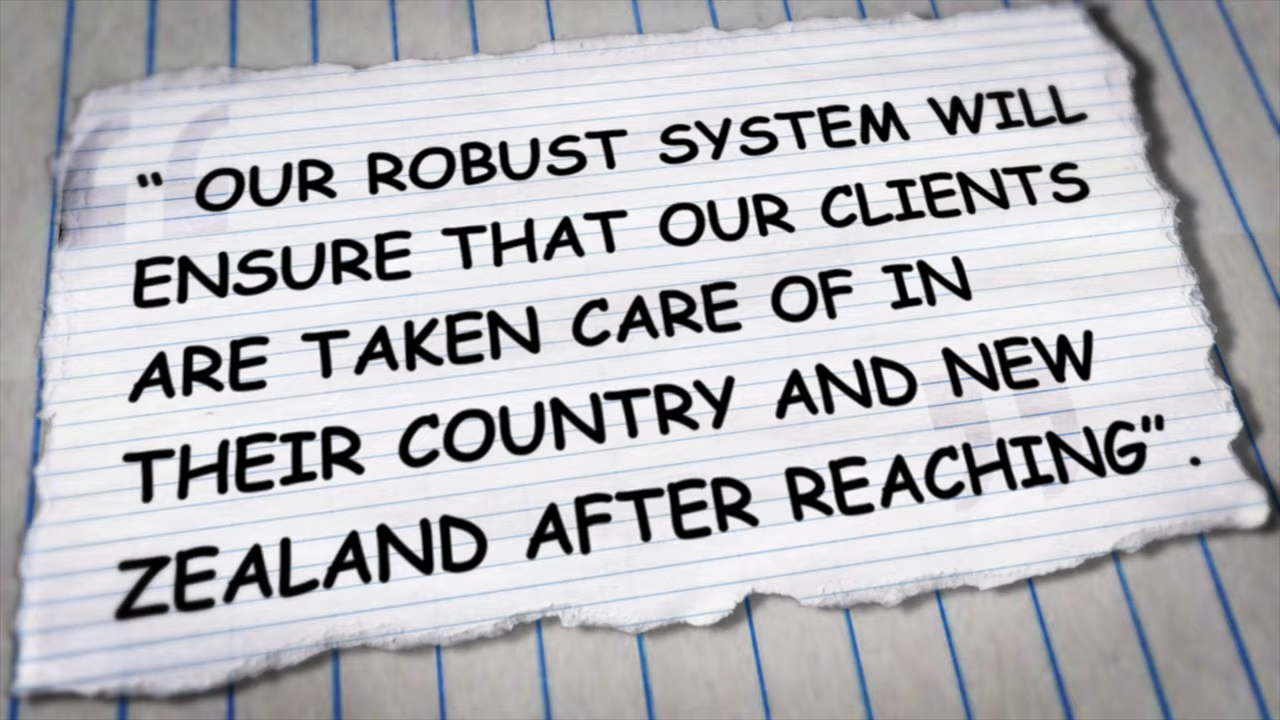 “ OUR ROBUST SYSTEM WILL
ENSURE THAT OUR CLIENTS
ARE TAKEN CARE OF IN
THEIR COUNTRY AND NEW
ZEALAND AFTER REACHING” .